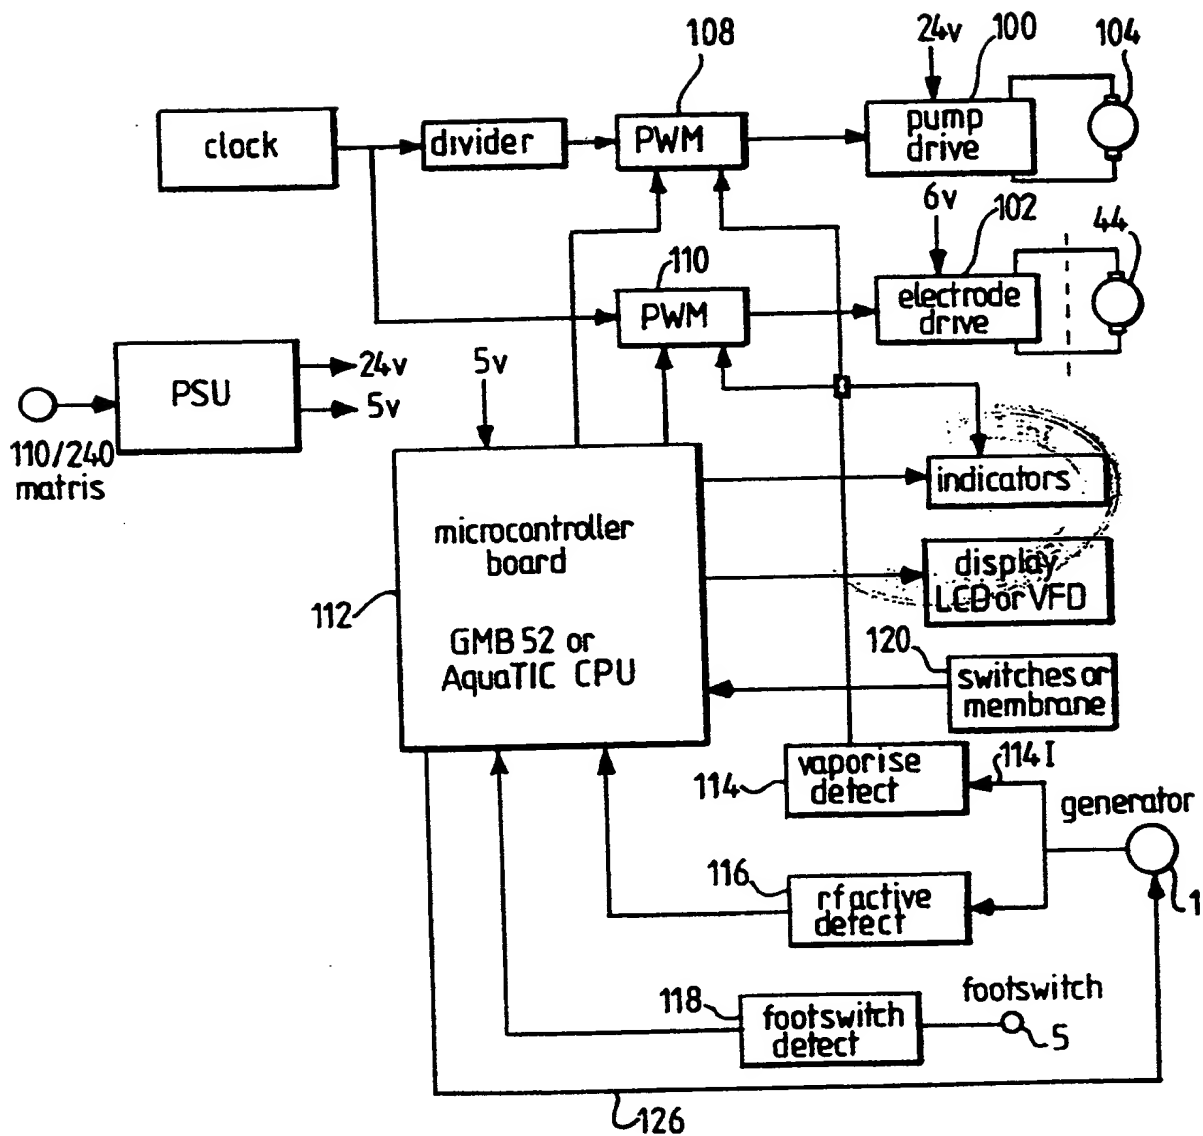 108
24v
100
104
clock
divider
PWM
pump
drive
6v
102
44
110
PWM
electrode
drive
PSU
24v
5v
5v
110/240
matris
indicators
microcontroller
board
display
LCD or VFD
112
GMB 52 or
AquaTIC CPU
120
switches or
membrane
114
vaporise
detect
114 I
generator
116
rf active
detect
1
118
footswitch
detect
footswitch
5
126